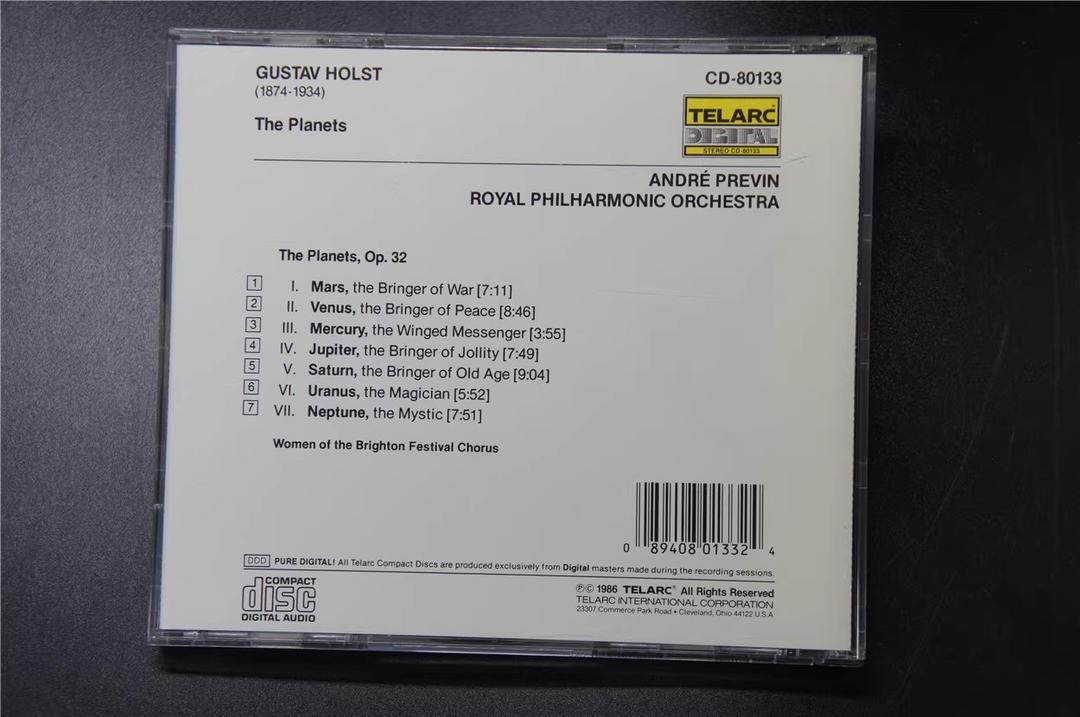 GUSTAV HOLST
(1874-1934)
The Planets
CD-80133
TELARC®
DIGITAL
STEREO CD-80133
ANDRÉ PREVIN
ROYAL PHILHARMONIC ORCHESTRA
The Planets, Op. 32
1 I. Mars, the Bringer of War [7:11]
2 II. Venus, the Bringer of Peace [8:46]
3 III. Mercury, the Winged Messenger [3:55]
4 IV. Jupiter, the Bringer of Jollity [7:49]
5 V. Saturn, the Bringer of Old Age [9:04]
6 VI. Uranus, the Magician [5:52]
7 VII. Neptune, the Mystic [7:51]
Women of the Brighton Festival Chorus
0 89408 01332 4
DDD PURE DIGITAL! All Telarc Compact Discs are produced exclusively from Digital masters made during the recording sessions.
COMPACT
disc
DIGITAL AUDIO
℗© 1986 TELARC® All Rights Reserved
TELARC INTERNATIONAL CORPORATION
23307 Commerce Park Road • Cleveland, Ohio 44122 U.S.A